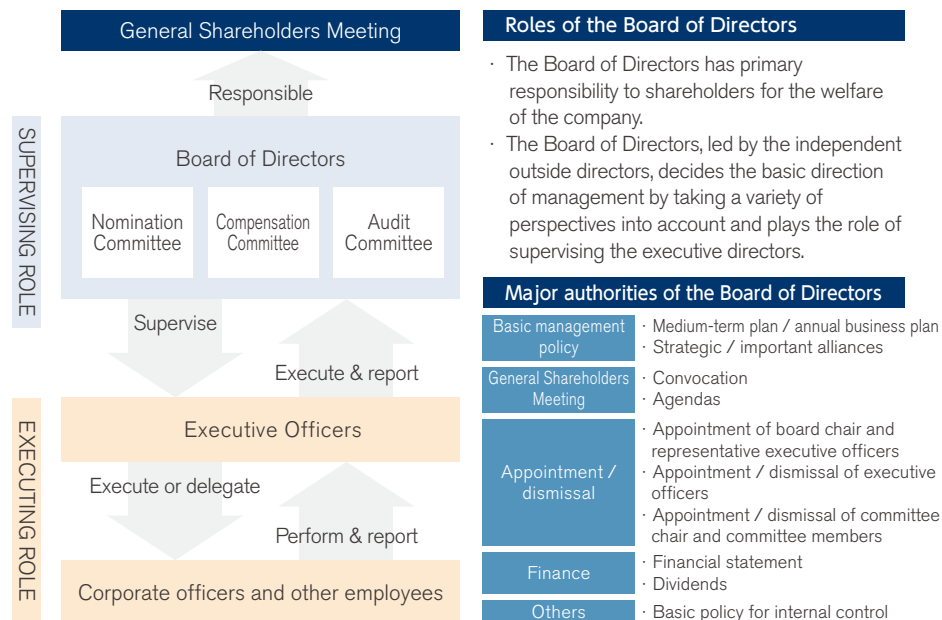 General Shareholders Meeting
Responsible
SUPERVISING ROLE
Board of Directors
Nomination
Committee
Compensation
Committee
Audit
Committee
Supervise
Execute & report
EXECUTING ROLE
Executive Officers
Execute or delegate
Perform & report
Corporate officers and other employees
Roles of the Board of Directors
· The Board of Directors has primary
responsibility to shareholders for the welfare
of the company.
· The Board of Directors, led by the independent
outside directors, decides the basic direction
of management by taking a variety of
perspectives into account and plays the role of
supervising the executive directors.
Major authorities of the Board of Directors
Basic management
policy
· Medium-term plan / annual business plan
· Strategic / important alliances
General Shareholders
Meeting
· Convocation
· Agendas
Appointment /
dismissal
· Appointment of board chair and
representative executive officers
· Appointment / dismissal of executive
officers
· Appointment / dismissal of committee
chair and committee members
Finance
· Financial statement
· Dividends
Others
· Basic policy for internal control